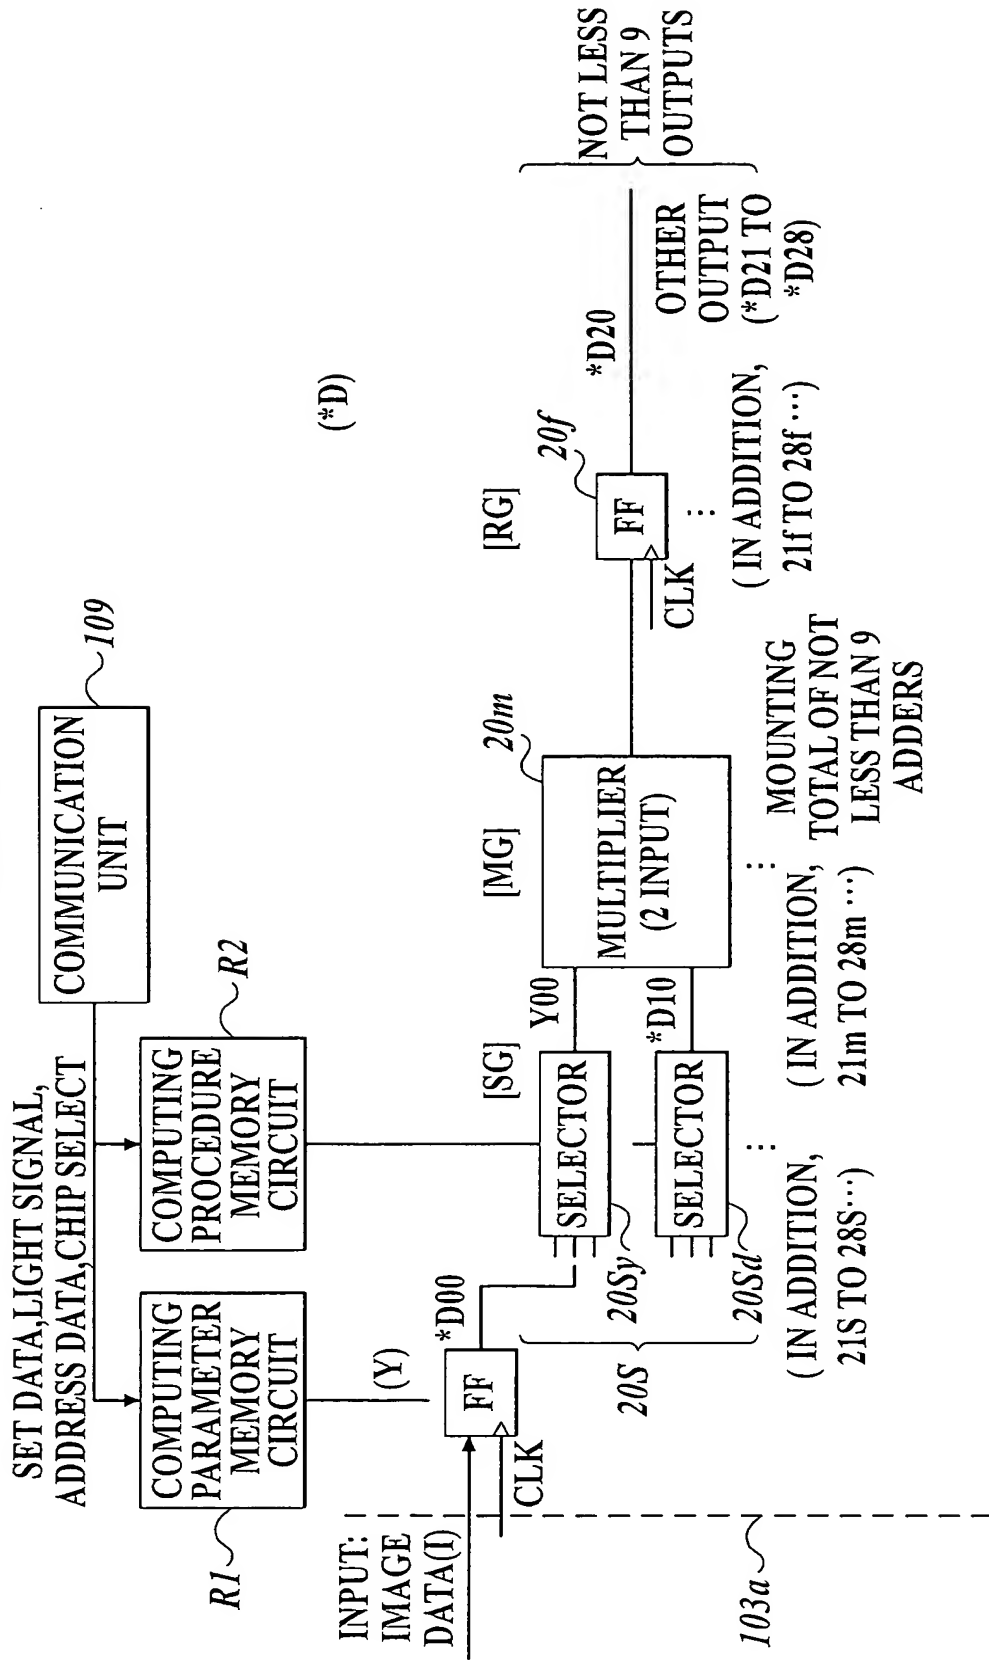 SET DATA,LIGHT SIGNAL,
ADDRESS DATA,CHIP SELECT
COMMUNICATION
UNIT
109
R1
COMPUTING
PARAMETER
MEMORY
CIRCUIT
COMPUTING
PROCEDURE
MEMORY
CIRCUIT
R2
(Y)
(*D)
INPUT:
IMAGE
DATA(I)
FF
CLK
*D00
[SG]
SELECTOR
Y00
20Sy
SELECTOR
*D10
20Sd
20S
(IN ADDITION,
21S TO 28S⋯)
[MG]
20m
MULTIPLIER
(2 INPUT)
(IN ADDITION,
21m TO 28m ⋯)
MOUNTING
TOTAL OF NOT
LESS THAN 9
ADDERS
[RG]
20f
FF
CLK
(IN ADDITION,
21f TO 28f ⋯)
*D20
OTHER
OUTPUT
(*D21 TO
*D28)
NOT LESS
THAN 9
OUTPUTS
103a